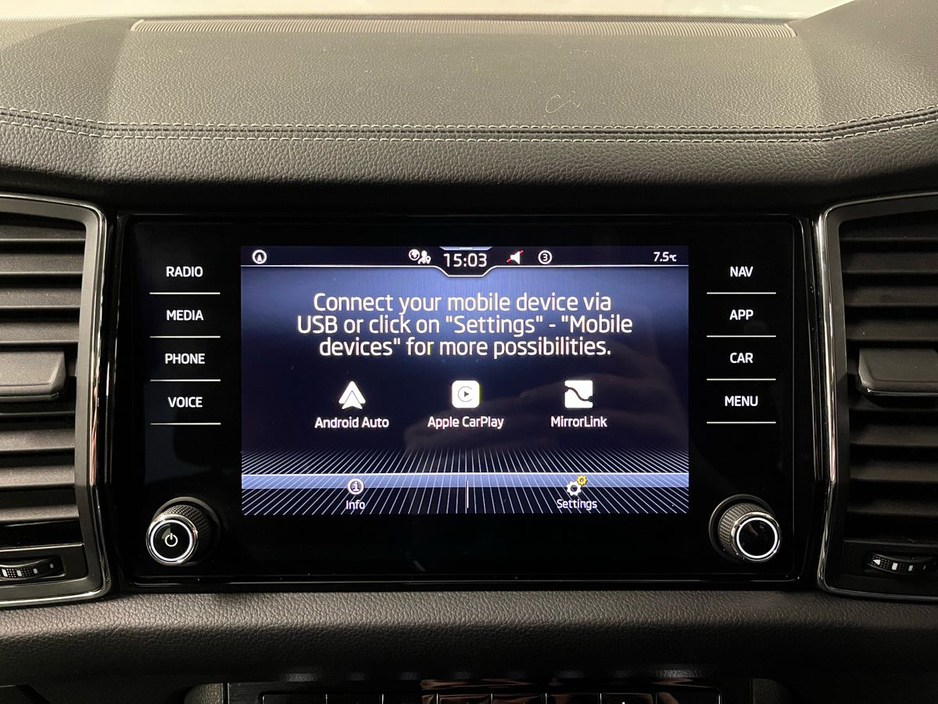 15:03
3
7.5°C
RADIO
MEDIA
PHONE
VOICE
Connect your mobile device via
USB or click on "Settings" - "Mobile
devices" for more possibilities.
Android Auto
Apple CarPlay
MirrorLink
Info
Settings
NAV
APP
CAR
MENU